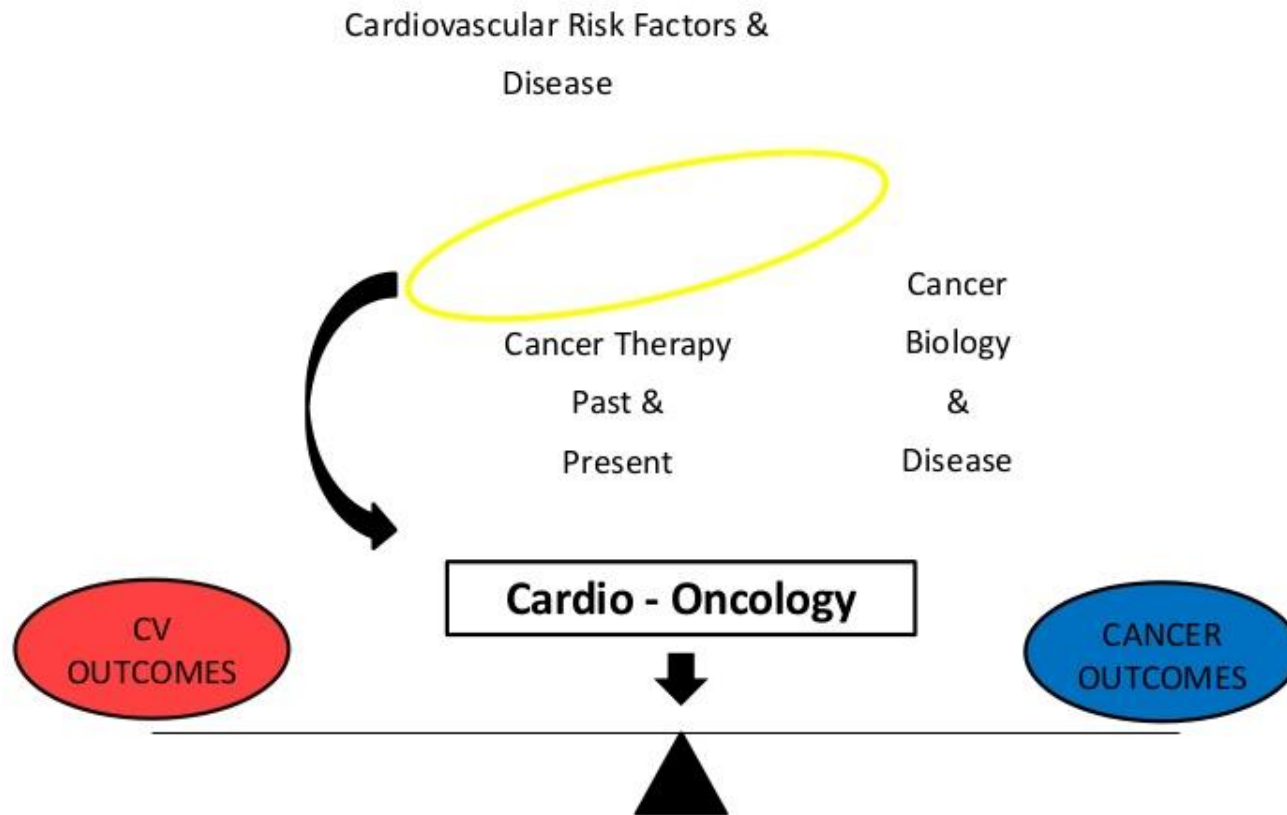 Cardiovascular Risk Factors &
Disease
Cancer Therapy
Past &
Present
Cancer
Biology
&
Disease
Cardio - Oncology
CV
OUTCOMES
CANCER
OUTCOMES